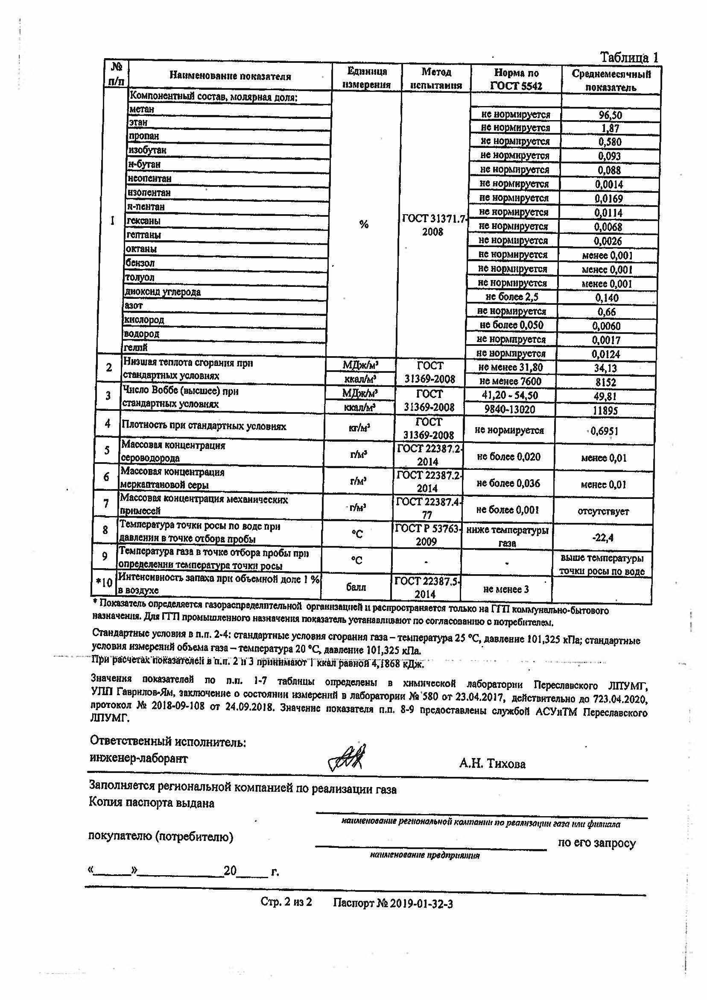 Таблица 1
№ п/п Наименование показателя Единица измерения Метод испытания Норма по ГОСТ 5542 Среднемесячный показатель
1 Компонентный состав, молярная доля: % ГОСТ 31371.7-2008
метан не нормируется 96,50
этан не нормируется 1,87
пропан не нормируется 0,580
изобутан не нормируется 0,093
н-бутан не нормируется 0,088
неопентан не нормируется 0,0014
изопентан не нормируется 0,0169
н-пентан не нормируется 0,0114
гексаны не нормируется 0,0068
гептаны не нормируется 0,0026
октаны не нормируется менее 0,001
бензол не нормируется менее 0,001
толуол не нормируется менее 0,001
диоксид углерода не более 2,5 0,140
азот не нормируется 0,66
кислород не более 0,050 0,0060
водород не нормируется 0,0017
гелий не нормируется 0,0124
2 Низшая теплота сгорания при МДж/м³ ГОСТ не менее 31,80 34,13
стандартных условиях ккал/м³ 31369-2008 не менее 7600 8152
3 Число Воббе (высшее) при МДж/м³ ГОСТ 41,20 - 54,50 49,81
стандартных условиях ккал/м³ 31369-2008 9840-13020 11895
4 Плотность при стандартных условиях кг/м³ ГОСТ 31369-2008 не нормируется 0,6951
5 Массовая концентрация сероводорода г/м³ ГОСТ 22387.2-2014 не более 0,020 менее 0,01
6 Массовая концентрация меркаптановой серы г/м³ ГОСТ 22387.2-2014 не более 0,036 менее 0,01
7 Массовая концентрация механических примесей г/м³ ГОСТ 22387.4-77 не более 0,001 отсутствует
8 Температура точки росы по воде при давлении в точке отбора пробы °С ГОСТ Р 53763-2009 ниже температуры газа -22,4
9 Температура газа в точке отбора пробы при определении температура точки росы °С - - выше температуры точки росы по воде
*10 Интенсивность запаха при объемной доле 1 % в воздухе балл ГОСТ 22387.5-2014 не менее 3
* Показатель определяется газораспределительной организацией и распространяется только на ГГП коммунально-бытового
назначения. Для ГГП промышленного назначения показатель устанавливают по согласованию с потребителем.
Стандартные условия в п.п. 2-4: стандартные условия сгорания газа – температура 25 °С, давление 101,325 кПа; стандартные
условия измерений объема газа – температура 20 °С, давление 101,325 кПа.
При расчетах показателей в п.п. 2 и 3 принимают 1 ккал равной 4,1868 кДж.
Значения показателей по п.п. 1-7 таблицы определены в химической лаборатории Переславского ЛПУМГ,
УПП Гаврилов-Ям, заключение о состоянии измерений в лаборатории № 580 от 23.04.2017, действительно до 723.04.2020,
протокол № 2018-09-108 от 24.09.2018. Значение показателя п.п. 8-9 предоставлены службой АСУиТМ Переславского
ЛПУМГ.
Ответственный исполнитель:
инженер-лаборант А.Н. Тихова
Заполняется региональной компанией по реализации газа
Копия паспорта выдана
наименование региональной компании по реализации газа или филиала
покупателю (потребителю) по его запросу
наименование предприятия
«______»______________20_____ г.
Стр. 2 из 2 Паспорт № 2019-01-32-3